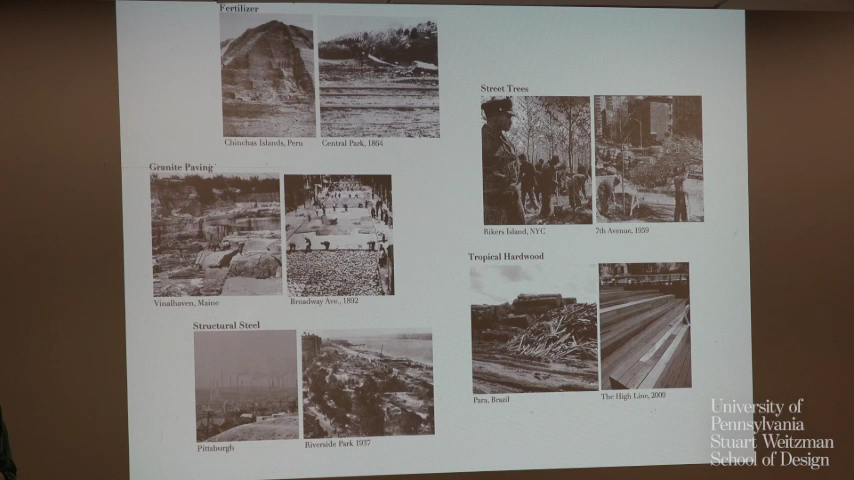 Fertilizer
Chinchas Islands, Peru
Central Park, 1864
Granite Paving
Vinalhaven, Maine
Broadway Ave., 1892
Structural Steel
Pittsburgh
Riverside Park 1937
Street Trees
Rikers Island, NYC
7th Avenue, 1959
Tropical Hardwood
Para, Brazil
The High Line, 2009
University of
Pennsylvania
Stuart Weitzman
School of Design